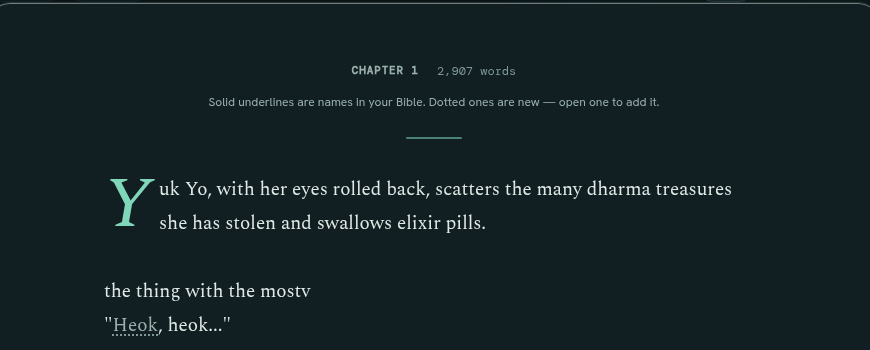 CHAPTER 1 2,907 words
Solid underlines are names in your Bible. Dotted ones are new — open one to add it.
Yuk Yo, with her eyes rolled back, scatters the many dharma treasures
she has stolen and swallows elixir pills.
the thing with the mostv
"Heok, heok..."